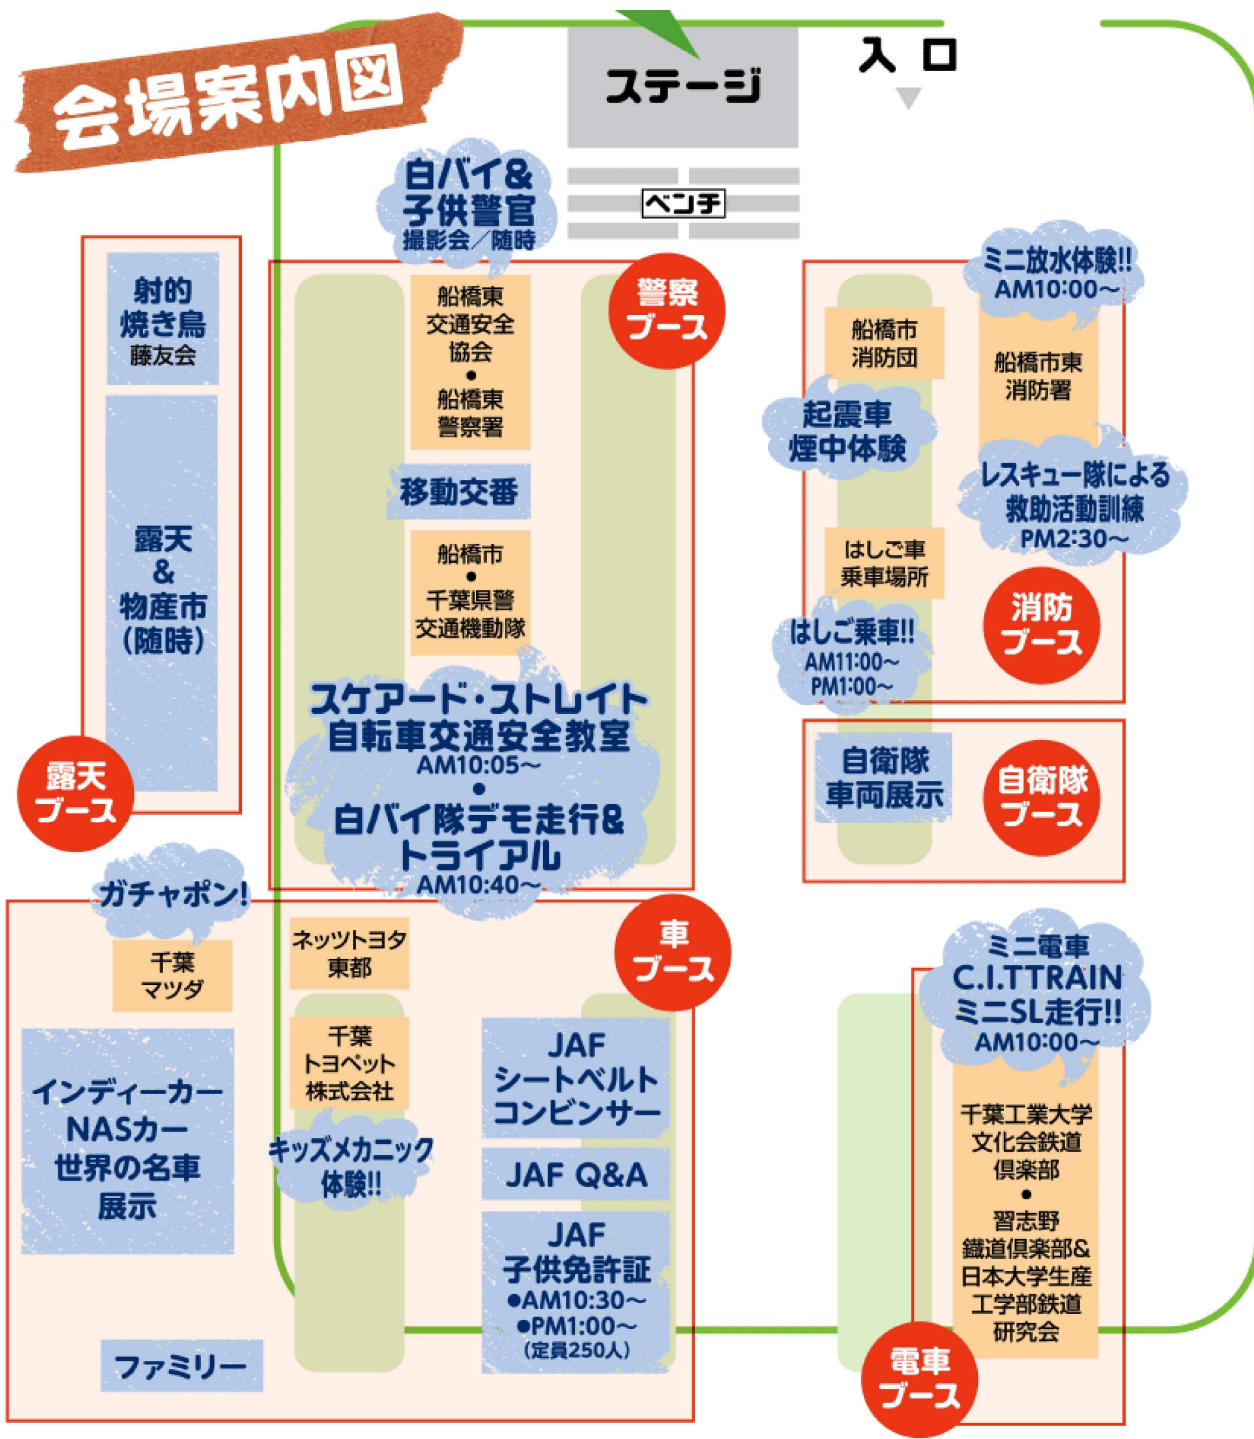 会場案内図
ステージ
入口
ベンチ
白バイ&
子供警官
撮影会／随時
警察
ブース
船橋東
交通安全
協会
●
船橋東
警察署
移動交番
船橋市
●
千葉県警
交通機動隊
スケアード・ストレイト
自転車交通安全教室
AM10:05〜
●
白バイ隊デモ走行&
トライアル
AM10:40〜
射的
焼き鳥
藤友会
露天
&
物産市
(随時)
露天
ブース
ミニ放水体験!!
AM10:00〜
船橋市
消防団
船橋市東
消防署
起震車
煙中体験
レスキュー隊による
救助活動訓練
PM2:30〜
はしご車
乗車場所
はしご乗車!!
AM11:00〜
PM1:00〜
消防
ブース
自衛隊
車両展示
自衛隊
ブース
ガチャポン!
千葉
マツダ
ネッツトヨタ
東都
車
ブース
千葉
トヨペット
株式会社
キッズメカニック
体験!!
インディーカー
NASカー
世界の名車
展示
JAF
シートベルト
コンビンサー
JAF Q&A
JAF
子供免許証
●AM10:30〜
●PM1:00〜
(定員250人)
ファミリー
ミニ電車
C.I.TTRAIN
ミニSL走行!!
AM10:00〜
千葉工業大学
文化会鉄道
倶楽部
●
習志野
鐵道倶楽部&
日本大学生産
工学部鉄道
研究会
電車
ブース